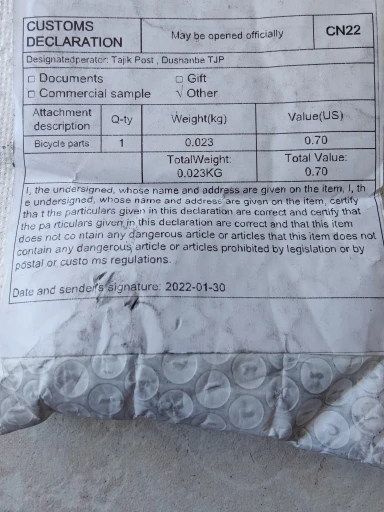 CUSTOMS
DECLARATION
May be opened officially
CN22
Designatedoperator: Tajik Post , Dushanbe TJP
□ Documents □ Gift
□ Commercial sample √ Other
Attachment
description
Q-ty
Weight(kg)
Value(US)
Bicycle parts 1 0.023 0.70
TotalWeight:
0.023KG
Total Value:
0.70
I, the undersigned, whose name and address are given on the item, I, th
e undersigned, whose name and address are given on the item, certify
tha t the particulars given in this declaration are correct and certify that
the pa rticulars given in this declaration are correct and that this item
does not co ntain any dangerous article or articles that this item does not
contain any dangerous article or articles prohibited by legislation or by
postal or custo ms regulations.
Date and sender's signature: 2022-01-30